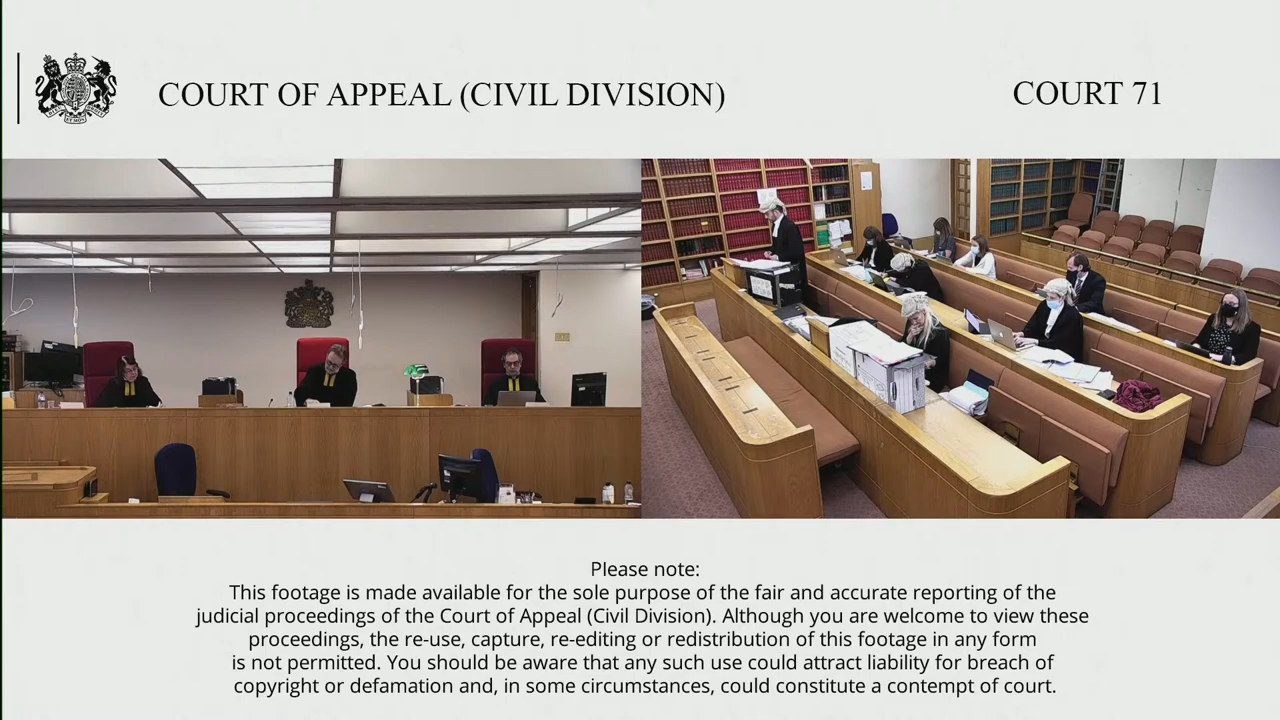 COURT OF APPEAL (CIVIL DIVISION)
COURT 71
Please note:
This footage is made available for the sole purpose of the fair and accurate reporting of the
judicial proceedings of the Court of Appeal (Civil Division). Although you are welcome to view these
proceedings, the re-use, capture, re-editing or redistribution of this footage in any form
is not permitted. You should be aware that any such use could attract liability for breach of
copyright or defamation and, in some circumstances, could constitute a contempt of court.